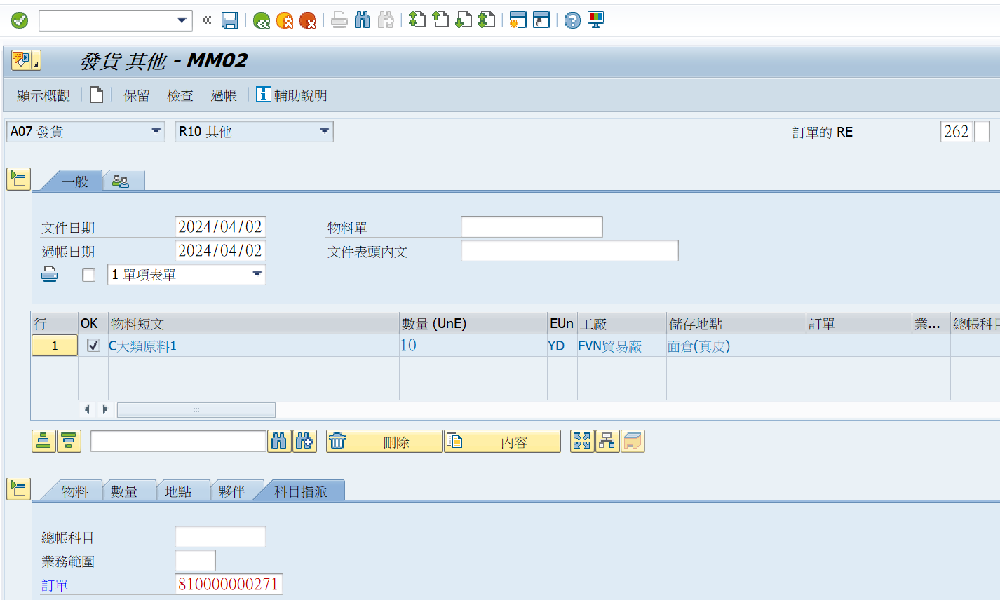 發貨 其他 - MM02
顯示概觀 保留 檢查 過帳 輔助說明
A07 發貨 R10 其他 訂單的 RE 262
一般
文件日期 2024/04/02 物料單
過帳日期 2024/04/02 文件表頭內文
1 單項表單
行 OK 物料短文 數量 (UnE) EUn 工廠 儲存地點 訂單 業... 總帳科目
1 C大類原料1 10 YD FVN貿易廠 面倉(真皮)
刪除 內容
物料 數量 地點 夥伴 科目指派
總帳科目
業務範圍
訂單 810000000271